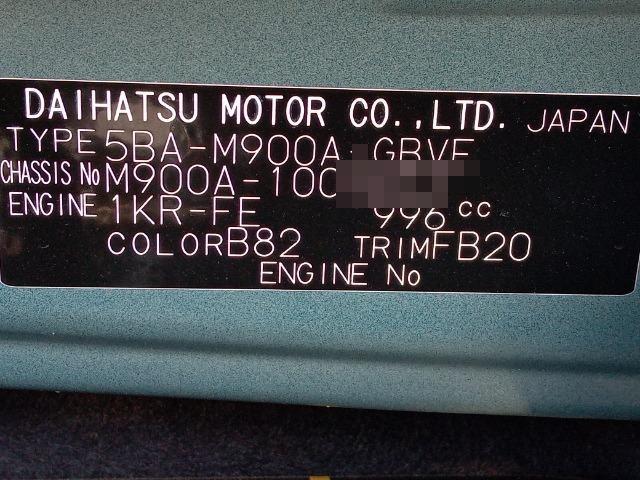 DAIHATSU MOTOR CO.,LTD. JAPAN
TYPE 5BA-M900A-GBVE
CHASSIS No M900A-100
ENGINE 1KR-FE 996 cc
COLOR B82 TRIM FB20
ENGINE No